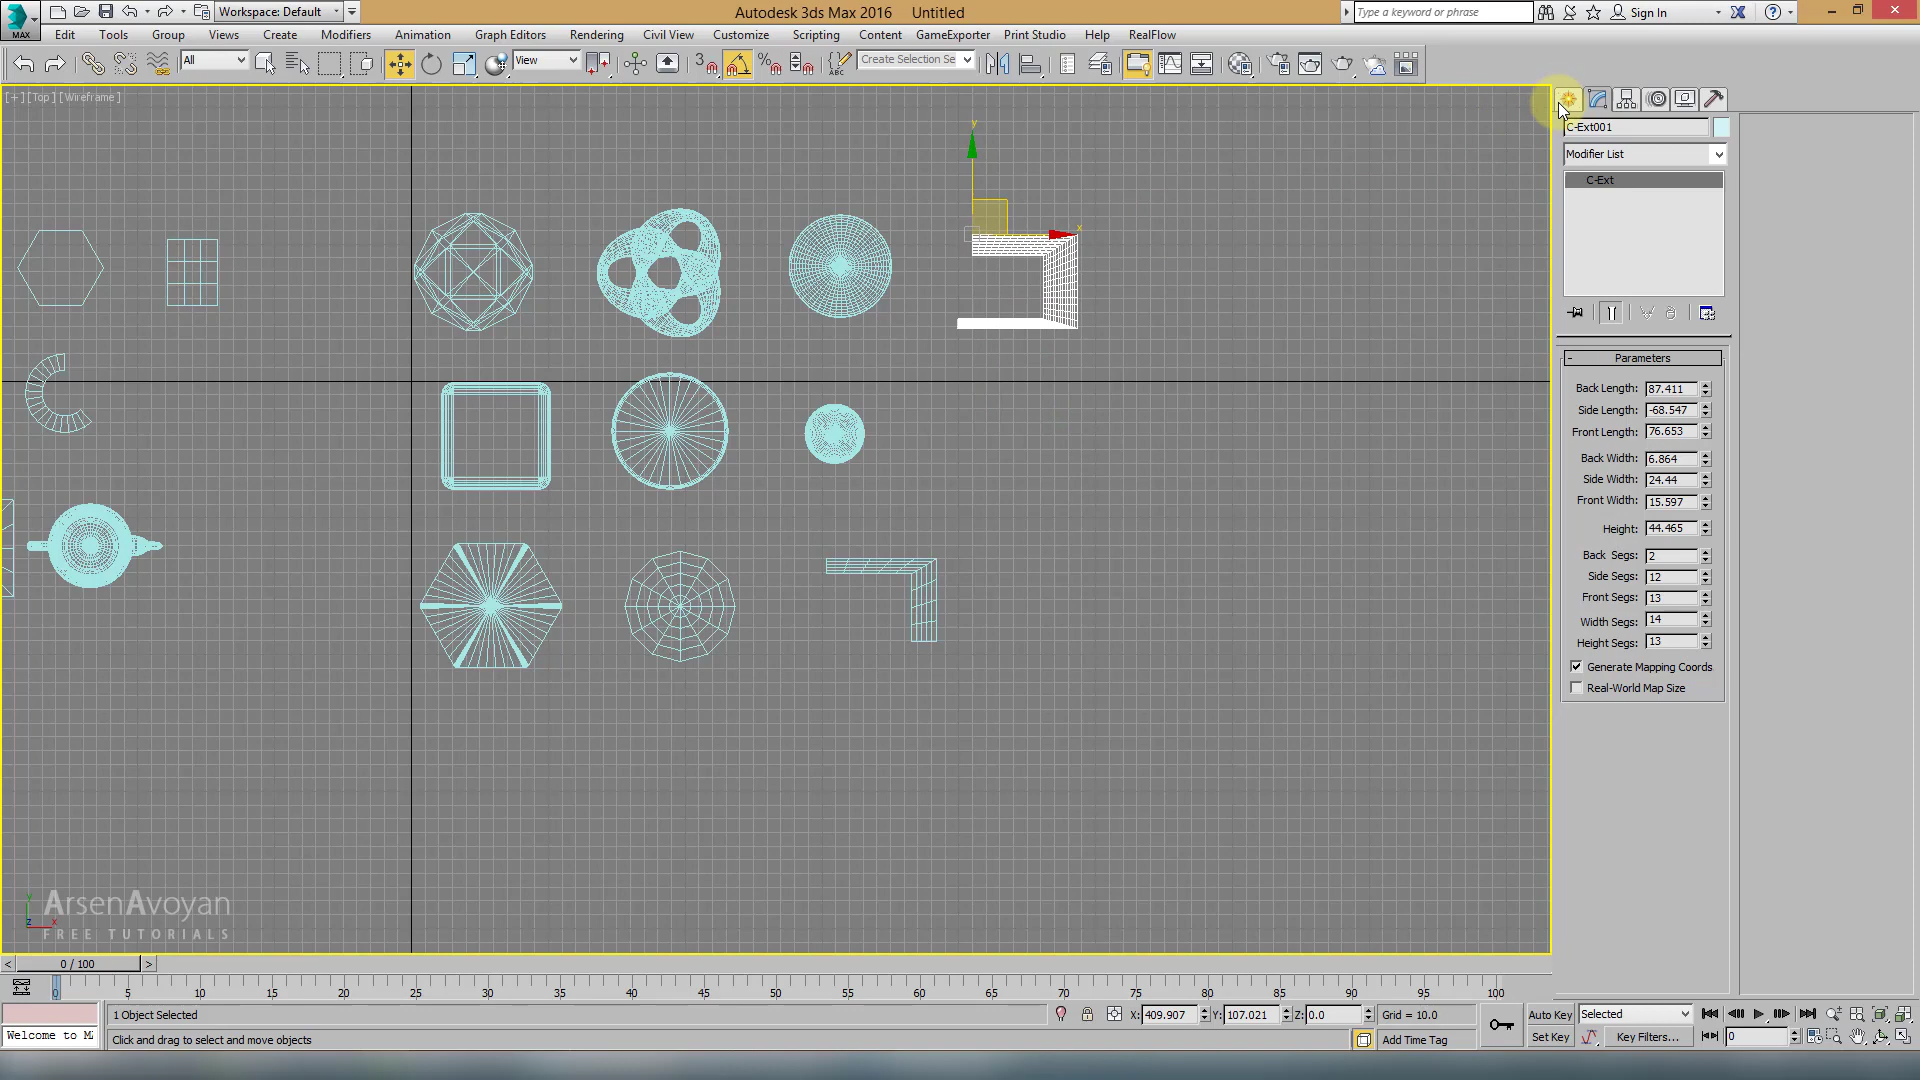 MAX
Workspace: Default
Autodesk 3ds Max 2016 Untitled
Type a keyword or phrase
Sign In
Edit Tools Group Views Create Modifiers Animation Graph Editors Rendering Civil View Customize Scripting Content GameExporter Print Studio Help RealFlow
All
View
3
ABC
Create Selection Se
[+] [Top] [Wireframe]
C-Ext001
Modifier List
C-Ext
y
x
- Parameters
Back Length: 87.411
Side Length: -68.547
Front Length: 76.653
Back Width: 6.864
Side Width: 24.44
Front Width: 15.597
Height: 44.465
Back Segs: 2
Side Segs: 12
Front Segs: 13
Width Segs: 14
Height Segs: 13
Generate Mapping Coords
Real-World Map Size
ArsenAvoyan
FREE TUTORIALS
y
z
x
< 0 / 100 >
0 5 10 15 20 25 30 35 40 45 50 55 60 65 70 75 80 85 90 95 100
1 Object Selected
X: 409.907 Y: 107.021 Z: 0.0 Grid = 10.0
Auto Key Selected
Welcome to M
Click and drag to select and move objects
Add Time Tag
Set Key Key Filters... 0